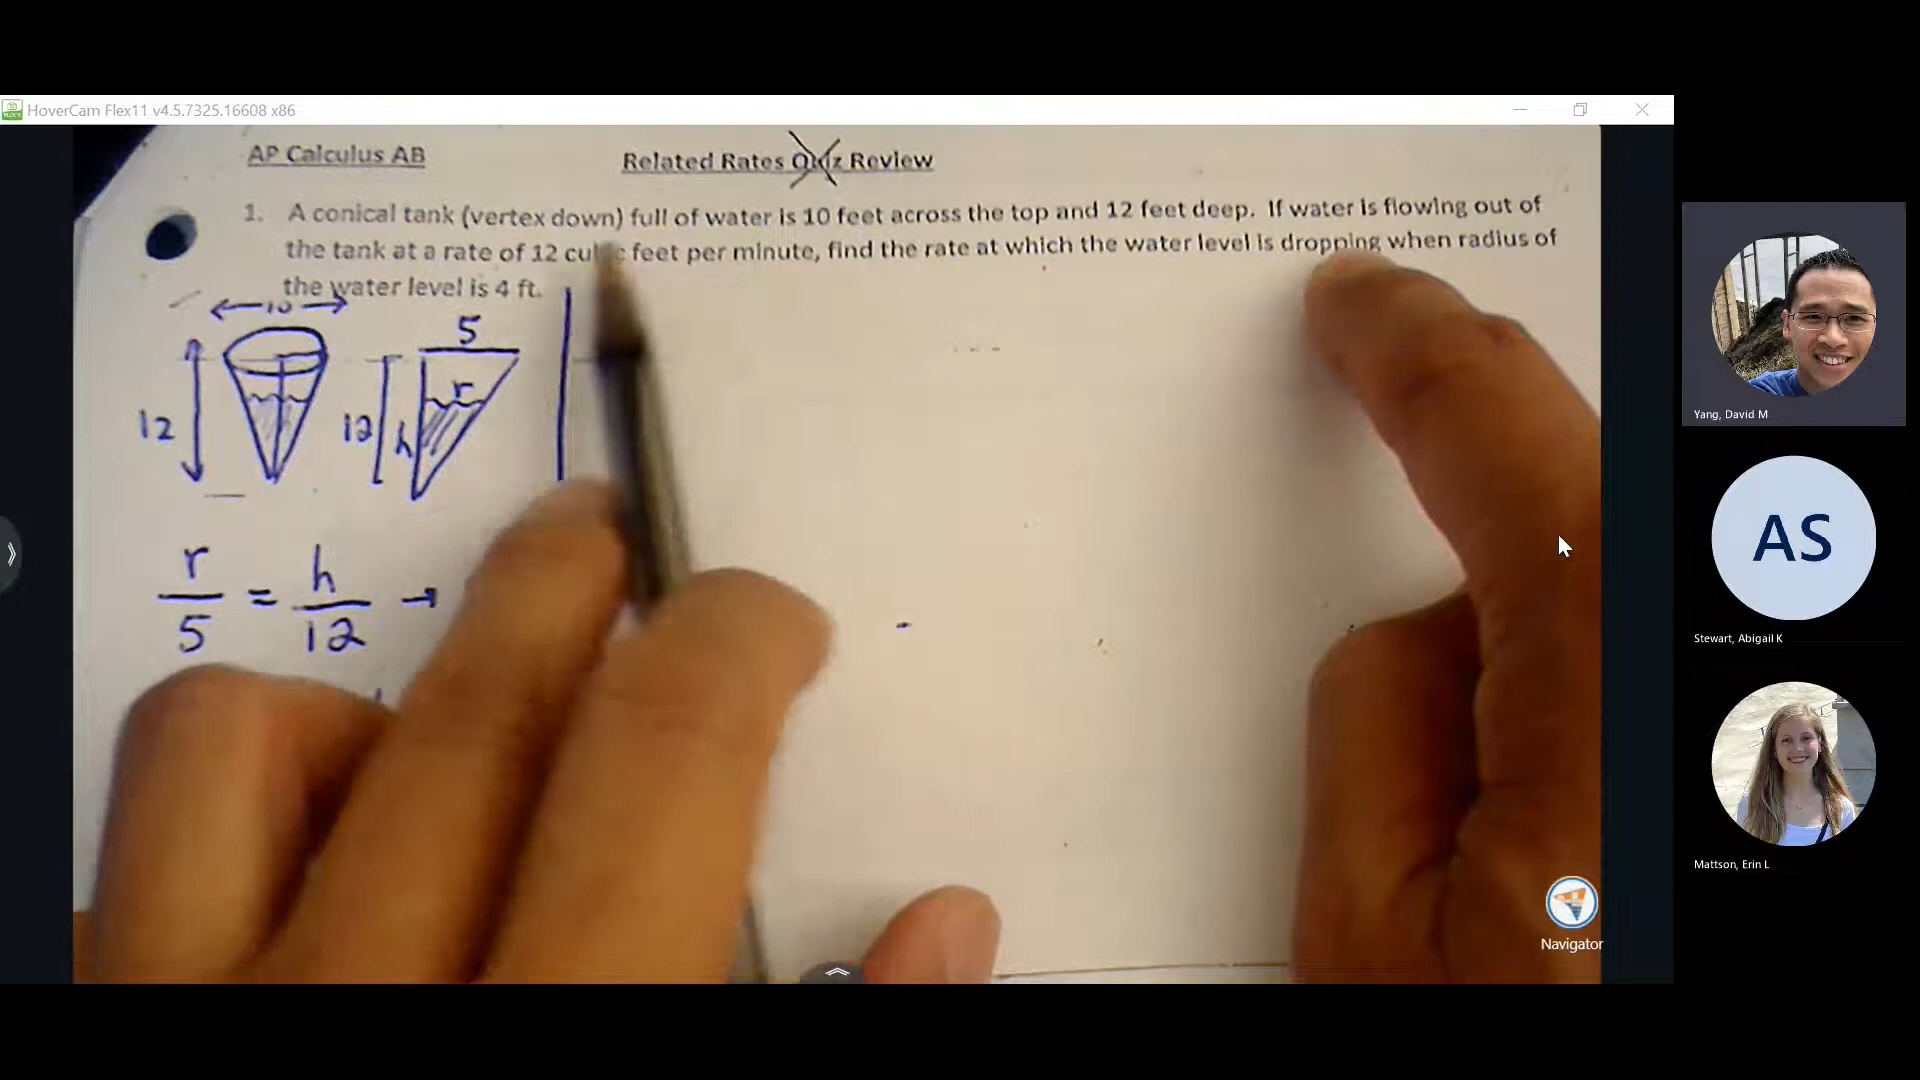 HoverCam Flex11 v4.5.7325.16608 x86
AP Calculus AB
Related Rates Quiz Review
1. A conical tank (vertex down) full of water is 10 feet across the top and 12 feet deep. If water is flowing out of
the tank at a rate of 12 cubic feet per minute, find the rate at which the water level is dropping when radius of
the water level is 4 ft.
10
5
r
12
12
h
r
5
=
h
12
→
Yang, David M
AS
Stewart, Abigail K
Mattson, Erin L
Navigator